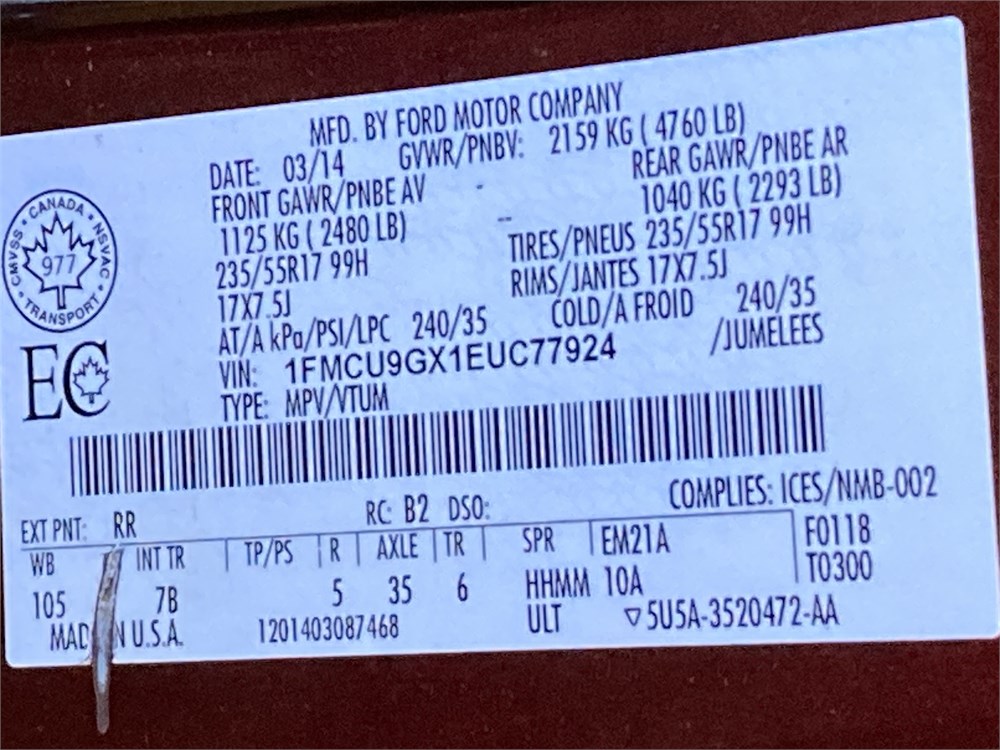 MFD. BY FORD MOTOR COMPANY
DATE: 03/14 GVWR/PNBV: 2159 KG ( 4760 LB)
FRONT GAWR/PNBE AV REAR GAWR/PNBE AR
1125 KG ( 2480 LB) 1040 KG ( 2293 LB)
235/55R17 99H TIRES/PNEUS 235/55R17 99H
17X7.5J RIMS/JANTES 17X7.5J
AT/A kPa/PSI/LPC 240/35 COLD/A FROID 240/35
VIN: 1FMCU9GX1EUC77924 /JUMELEES
TYPE: MPV/VTUM
CANADA
CMVSS NSVAC
977
TRANSPORT
EC
COMPLIES: ICES/NMB-002
EXT PNT: RR RC: B2 DSO:
WB INT TR TP/PS R AXLE TR SPR EM21A F0118
105 7B 5 35 6 HHMM 10A T0300
MADE IN U.S.A. 1201403087468 ULT ▽5U5A-3520472-AA